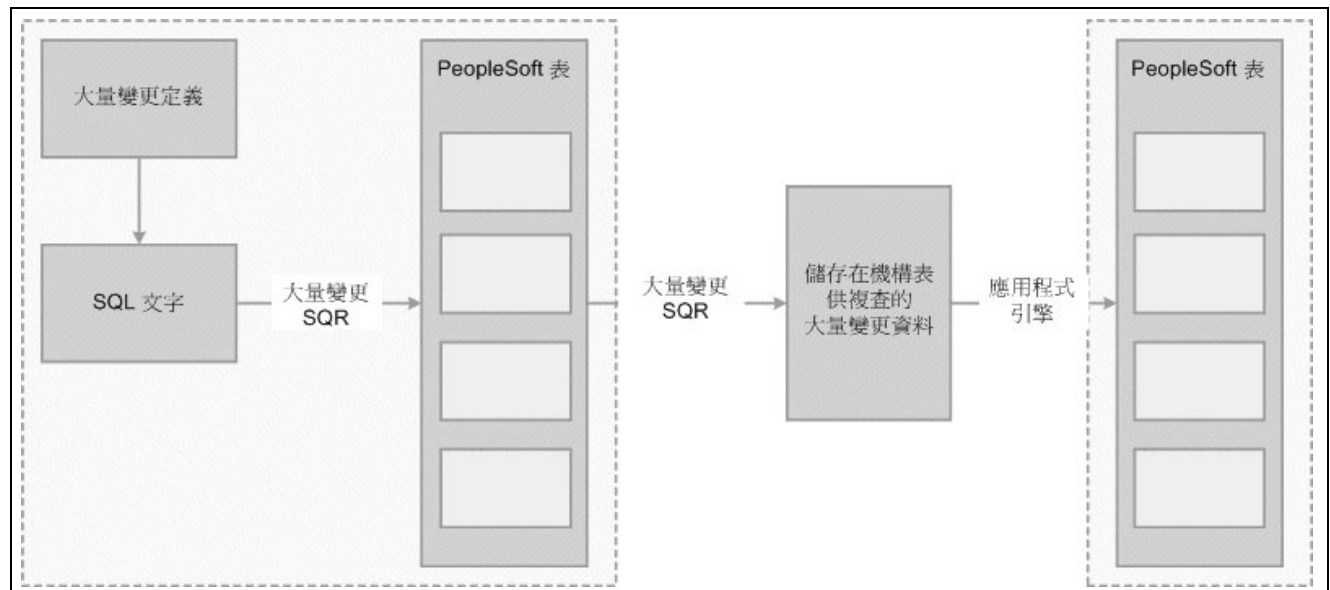 大量變更定義
SQL 文字
大量變更
SQR
PeopleSoft 表
大量變更
SQR
儲存在機構表
供複查的
大量變更資料
應用程式
引擎
PeopleSoft 表